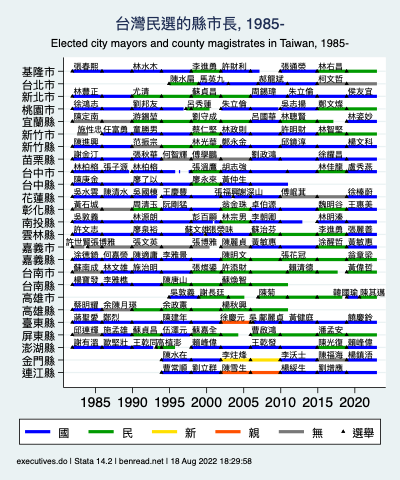 台灣民選的縣市長, 1985-
Elected city mayors and county magistrates in Taiwan, 1985-
基隆市 張春熙 林水木 李進勇 許財利 張通榮 林右昌
台北市 陳水扁 馬英九 郝龍斌 柯文哲
新北市 林豐正 尤清 蘇貞昌 周錫瑋 朱立倫 侯友宜
桃園市 徐鴻志 劉邦友 呂秀蓮 朱立倫 吳志揚 鄭文燦
宜蘭縣 陳定南 游錫堃 劉守成 呂國華 林聰賢 林姿妙
新竹市 施性忠 任富勇 童勝男 蔡仁堅 林政則 許明財 林智堅
新竹縣 陳進興 范振宗 林光華 鄭永金 邱鏡淳 楊文科
苗栗縣 謝金汀 張秋華 何智輝 傅學鵬 劉政鴻 徐耀昌
台中市 張子源 林柏榕 林柏榕 張溫鷹 胡志強 林佳龍 盧秀燕
台中縣 陳庚金 廖了以 廖永來 黃仲生
花蓮縣 吳水雲 陳清水 吳國棟 王慶豐 張福興 謝深山 傅崐萁 徐榛蔚
彰化縣 黃石城 周清玉 阮剛猛 翁金珠 卓伯源 魏明谷 王惠美
南投縣 吳敦義 林源朗 彭百顯 林宗男 李朝卿 林明溱
雲林縣 許文志 廖泉裕 蘇文雄 張榮味 蘇治芬 李進勇 張麗善
嘉義市 許世賢 張博雅 張文英 張博雅 陳麗貞 黃敏惠 涂醒哲 黃敏惠
嘉義縣 涂德錡 何嘉榮 陳適庸 李雅景 陳明文 張花冠 翁章梁
台南市 蘇南成 林文雄 施治明 張燦鍙 許添財 賴清德 黃偉哲
台南縣 楊寶發 李雅樵 陳唐山 蘇煥智
高雄市 吳敦義 謝長廷 陳菊 韓國瑜 陳其邁
高雄縣 蔡明耀 余陳月瑛 余政憲 楊秋興
臺東縣 蔣聖愛 鄭烈 陳建年 徐慶元 吳 鄺麗貞 黃健庭 饒慶鈴
屏東縣 邱連輝 施孟雄 蘇貞昌 伍澤元 蘇嘉全 曹啟鴻 潘孟安
澎湖縣 謝有溫 歐堅壯 王乾同 高植澎 賴峰偉 王乾發 陳光復 賴峰偉
金門縣 陳水在 李炷烽 李沃士 陳福海 楊鎮浯
連江縣 曹常順 劉立群 陳雪生 楊綏生 劉增應
1985 1990 1995 2000 2005 2010 2015 2020
國 民 新 親 無 選舉
executives.do | Stata 14.2 | benread.net | 18 Aug 2022 18:29:58